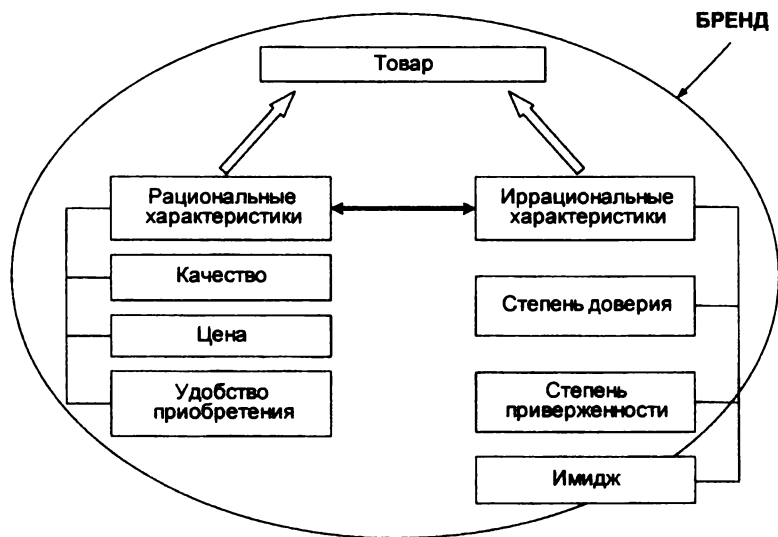 БРЕНД
Товар
Рациональные
характеристики
Иррациональные
характеристики
Качество
Степень доверия
Цена
Удобство
приобретения
Степень
приверженности
Имидж